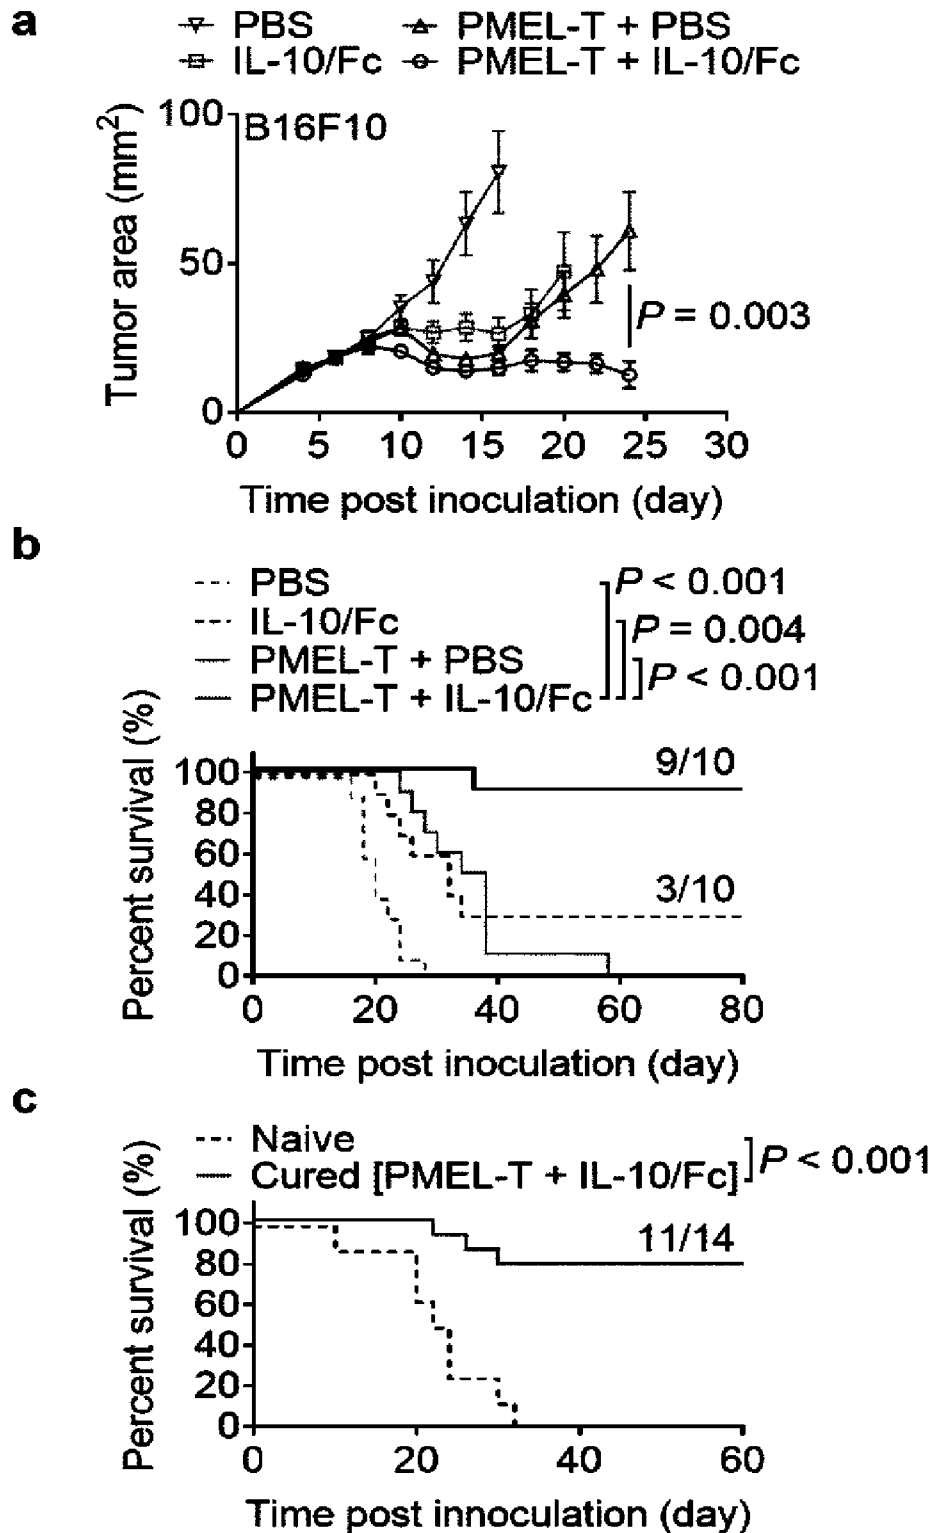 a
PBS PMEL-T + PBS
IL-10/Fc PMEL-T + IL-10/Fc
Tumor area (mm²)
100
B16F10
50
P = 0.003
0
0 5 10 15 20 25 30
Time post inoculation (day)
b
PBS P < 0.001
IL-10/Fc P = 0.004
PMEL-T + PBS P < 0.001
PMEL-T + IL-10/Fc
Percent survival (%)
100 9/10
80
60
40 3/10
20
0
0 20 40 60 80
Time post inoculation (day)
c
Naive P < 0.001
Cured [PMEL-T + IL-10/Fc]
Percent survival (%)
100 11/14
80
60
40
20
0
0 20 40 60
Time post innoculation (day)